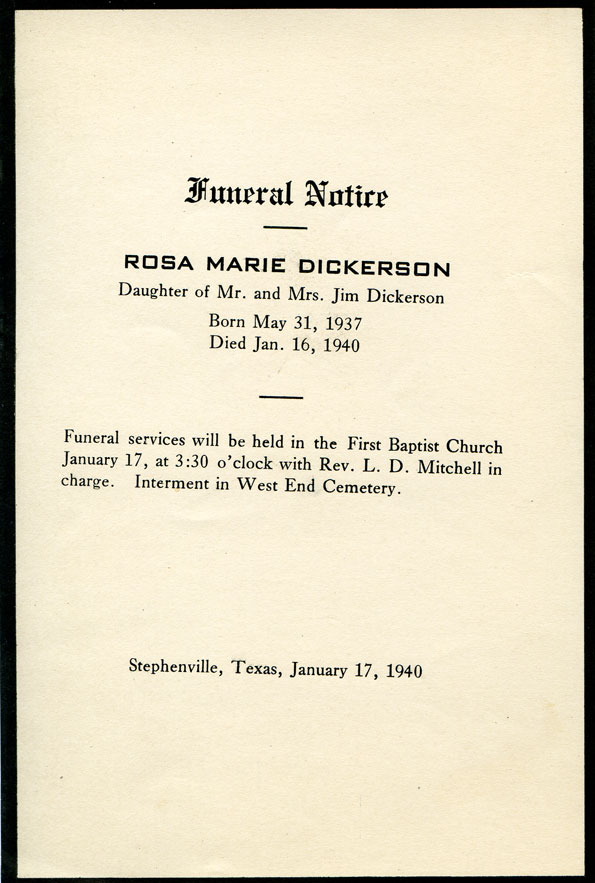 Funeral Notice
ROSA MARIE DICKERSON
Daughter of Mr. and Mrs. Jim Dickerson
Born May 31, 1937
Died Jan. 16, 1940
Funeral services will be held in the First Baptist Church
January 17, at 3:30 o'clock with Rev. L. D. Mitchell in
charge. Interment in West End Cemetery.
Stephenville, Texas, January 17, 1940